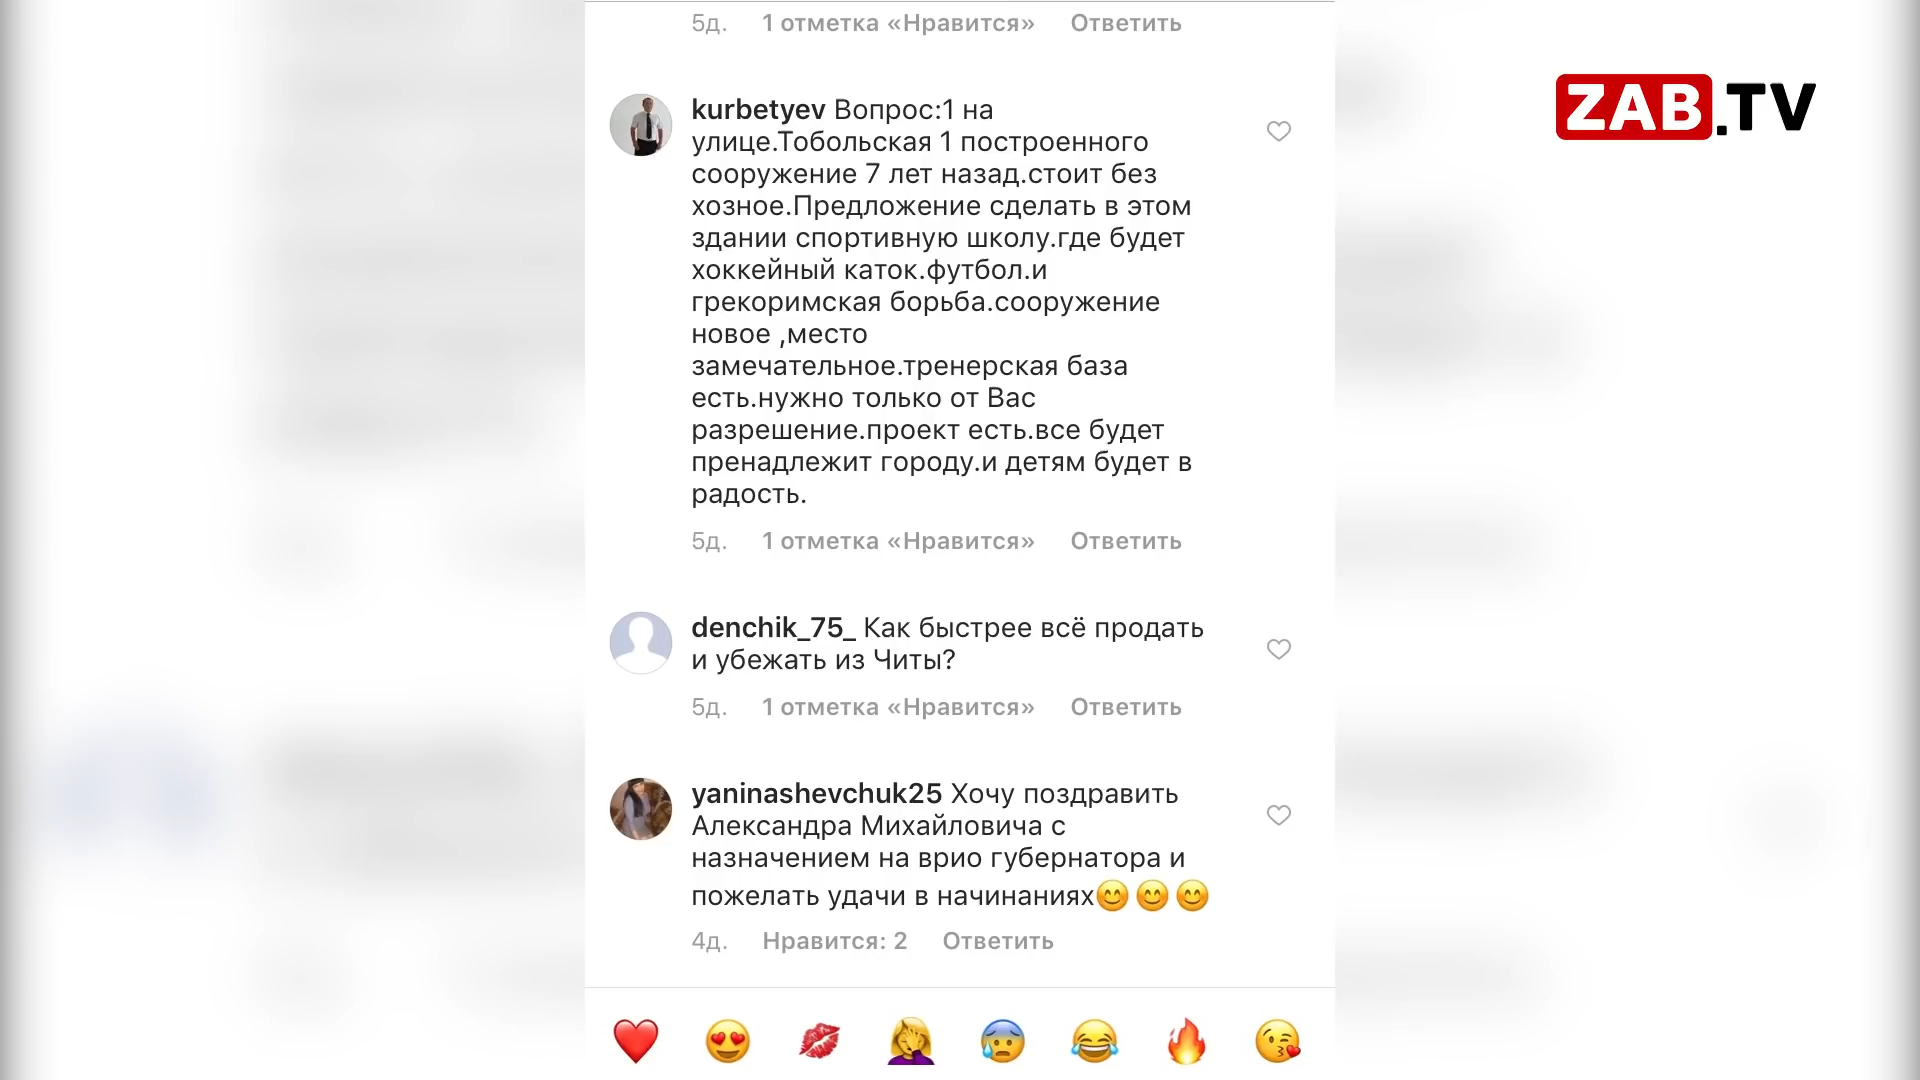 5д. 1 отметка «Нравится» Ответить
ZAB.TV
kurbetyev Вопрос:1 на
улице.Тобольская 1 построенного
сооружение 7 лет назад.стоит без
хозное.Предложение сделать в этом
здании спортивную школу.где будет
хоккейный каток.футбол.и
грекоримская борьба.сооружение
новое ,место
замечательное.тренерская база
есть.нужно только от Вас
разрешение.проект есть.все будет
пренадлежит городу.и детям будет в
радость.
5д. 1 отметка «Нравится» Ответить
denchik_75_ Как быстрее всё продать
и убежать из Читы?
5д. 1 отметка «Нравится» Ответить
yaninashevchuk25 Хочу поздравить
Александра Михайловича с
назначением на врио губернатора и
пожелать удачи в начинаниях😊😊😊
4д. Нравится: 2 Ответить